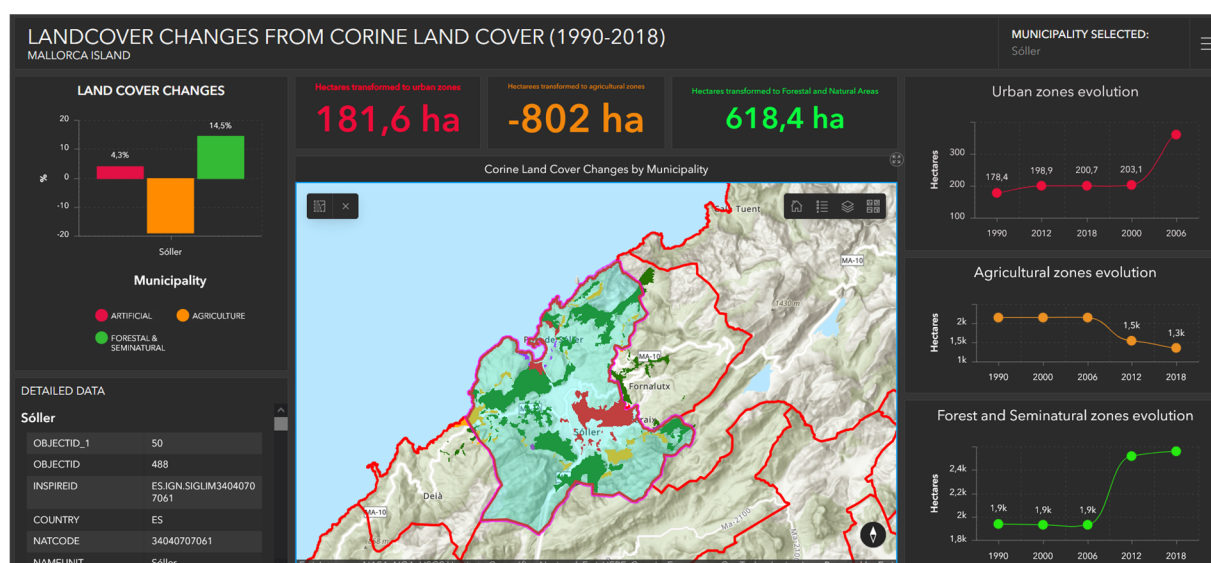 LANDCOVER CHANGES FROM CORINE LAND COVER (1990-2018)
MALLORCA ISLAND
MUNICIPALITY SELECTED:
Sóller
LAND COVER CHANGES
20
10
0
-10
-20
%
4,3%
14,5%
Sóller
Municipality
ARTIFICIAL
AGRICULTURE
FORESTAL &
SEMINATURAL
DETAILED DATA
Sóller
OBJECTID_1 50
OBJECTID 488
INSPIREID ES.IGN.SIGLIM3404070
7061
COUNTRY ES
NATCODE 34040707061
NAMEUNIT Sóller
Hectares transformed to urban zones
181,6 ha
Hectarees transformed to agricultural zones
-802 ha
Hectares transformed to Forestal and Natural Areas
618,4 ha
Corine Land Cover Changes by Municipality
Tuent
MA-10
1430 m
MA-10
Fornalutx
Sóller
Deià
MA-10
Ma-2100
Urban zones evolution
Hectares
300
200
100
178,4
198,9
200,7
203,1
1990
2012
2018
2000
2006
Agricultural zones evolution
Hectares
2k
1,5k
1k
1,5k
1,3k
1990
2000
2006
2012
2018
Forest and Seminatural zones evolution
Hectares
2,4k
2,2k
2k
1,8k
1,9k
1,9k
1,9k
1990
2000
2006
2012
2018